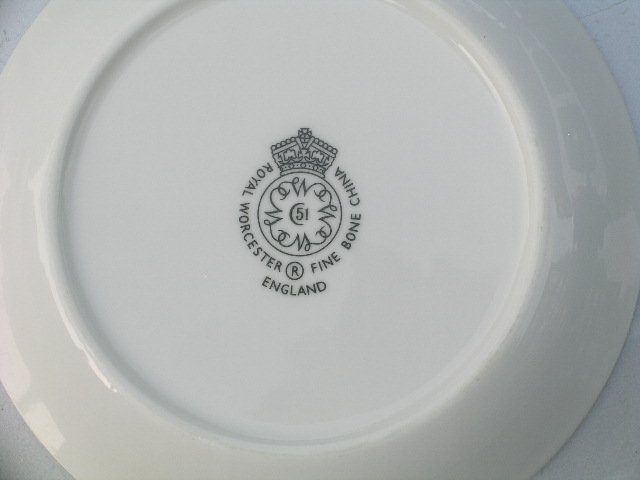 ROYAL WORCESTER ® FINE BONE CHINA
51
ENGLAND